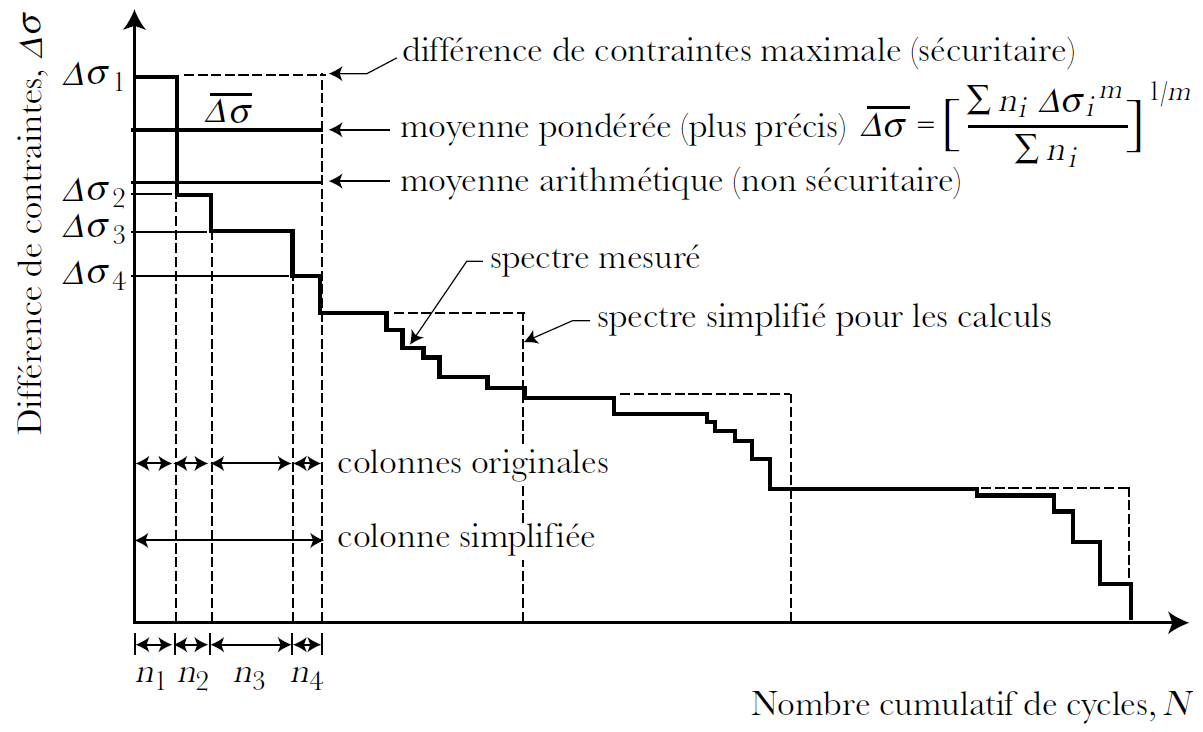 différence de contraintes maximale (sécuritaire)
Δσ1
Δσ
moyenne pondérée (plus précis) Δσ = [ Σ ni Δσi^m / Σ ni ]^1/m
moyenne arithmétique (non sécuritaire)
Δσ2
Δσ3
Δσ4
Différence de contraintes, Δσ
spectre mesuré
spectre simplifié pour les calculs
colonnes originales
colonne simplifiée
n1 n2 n3 n4
Nombre cumulatif de cycles, N